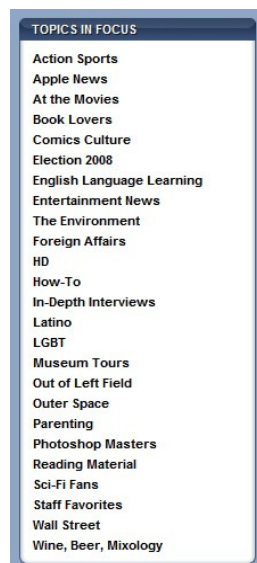 TOPICS IN FOCUS
Action Sports
Apple News
At the Movies
Book Lovers
Comics Culture
Election 2008
English Language Learning
Entertainment News
The Environment
Foreign Affairs
HD
How-To
In-Depth Interviews
Latino
LGBT
Museum Tours
Out of Left Field
Outer Space
Parenting
Photoshop Masters
Reading Material
Sci-Fi Fans
Staff Favorites
Wall Street
Wine, Beer, Mixology